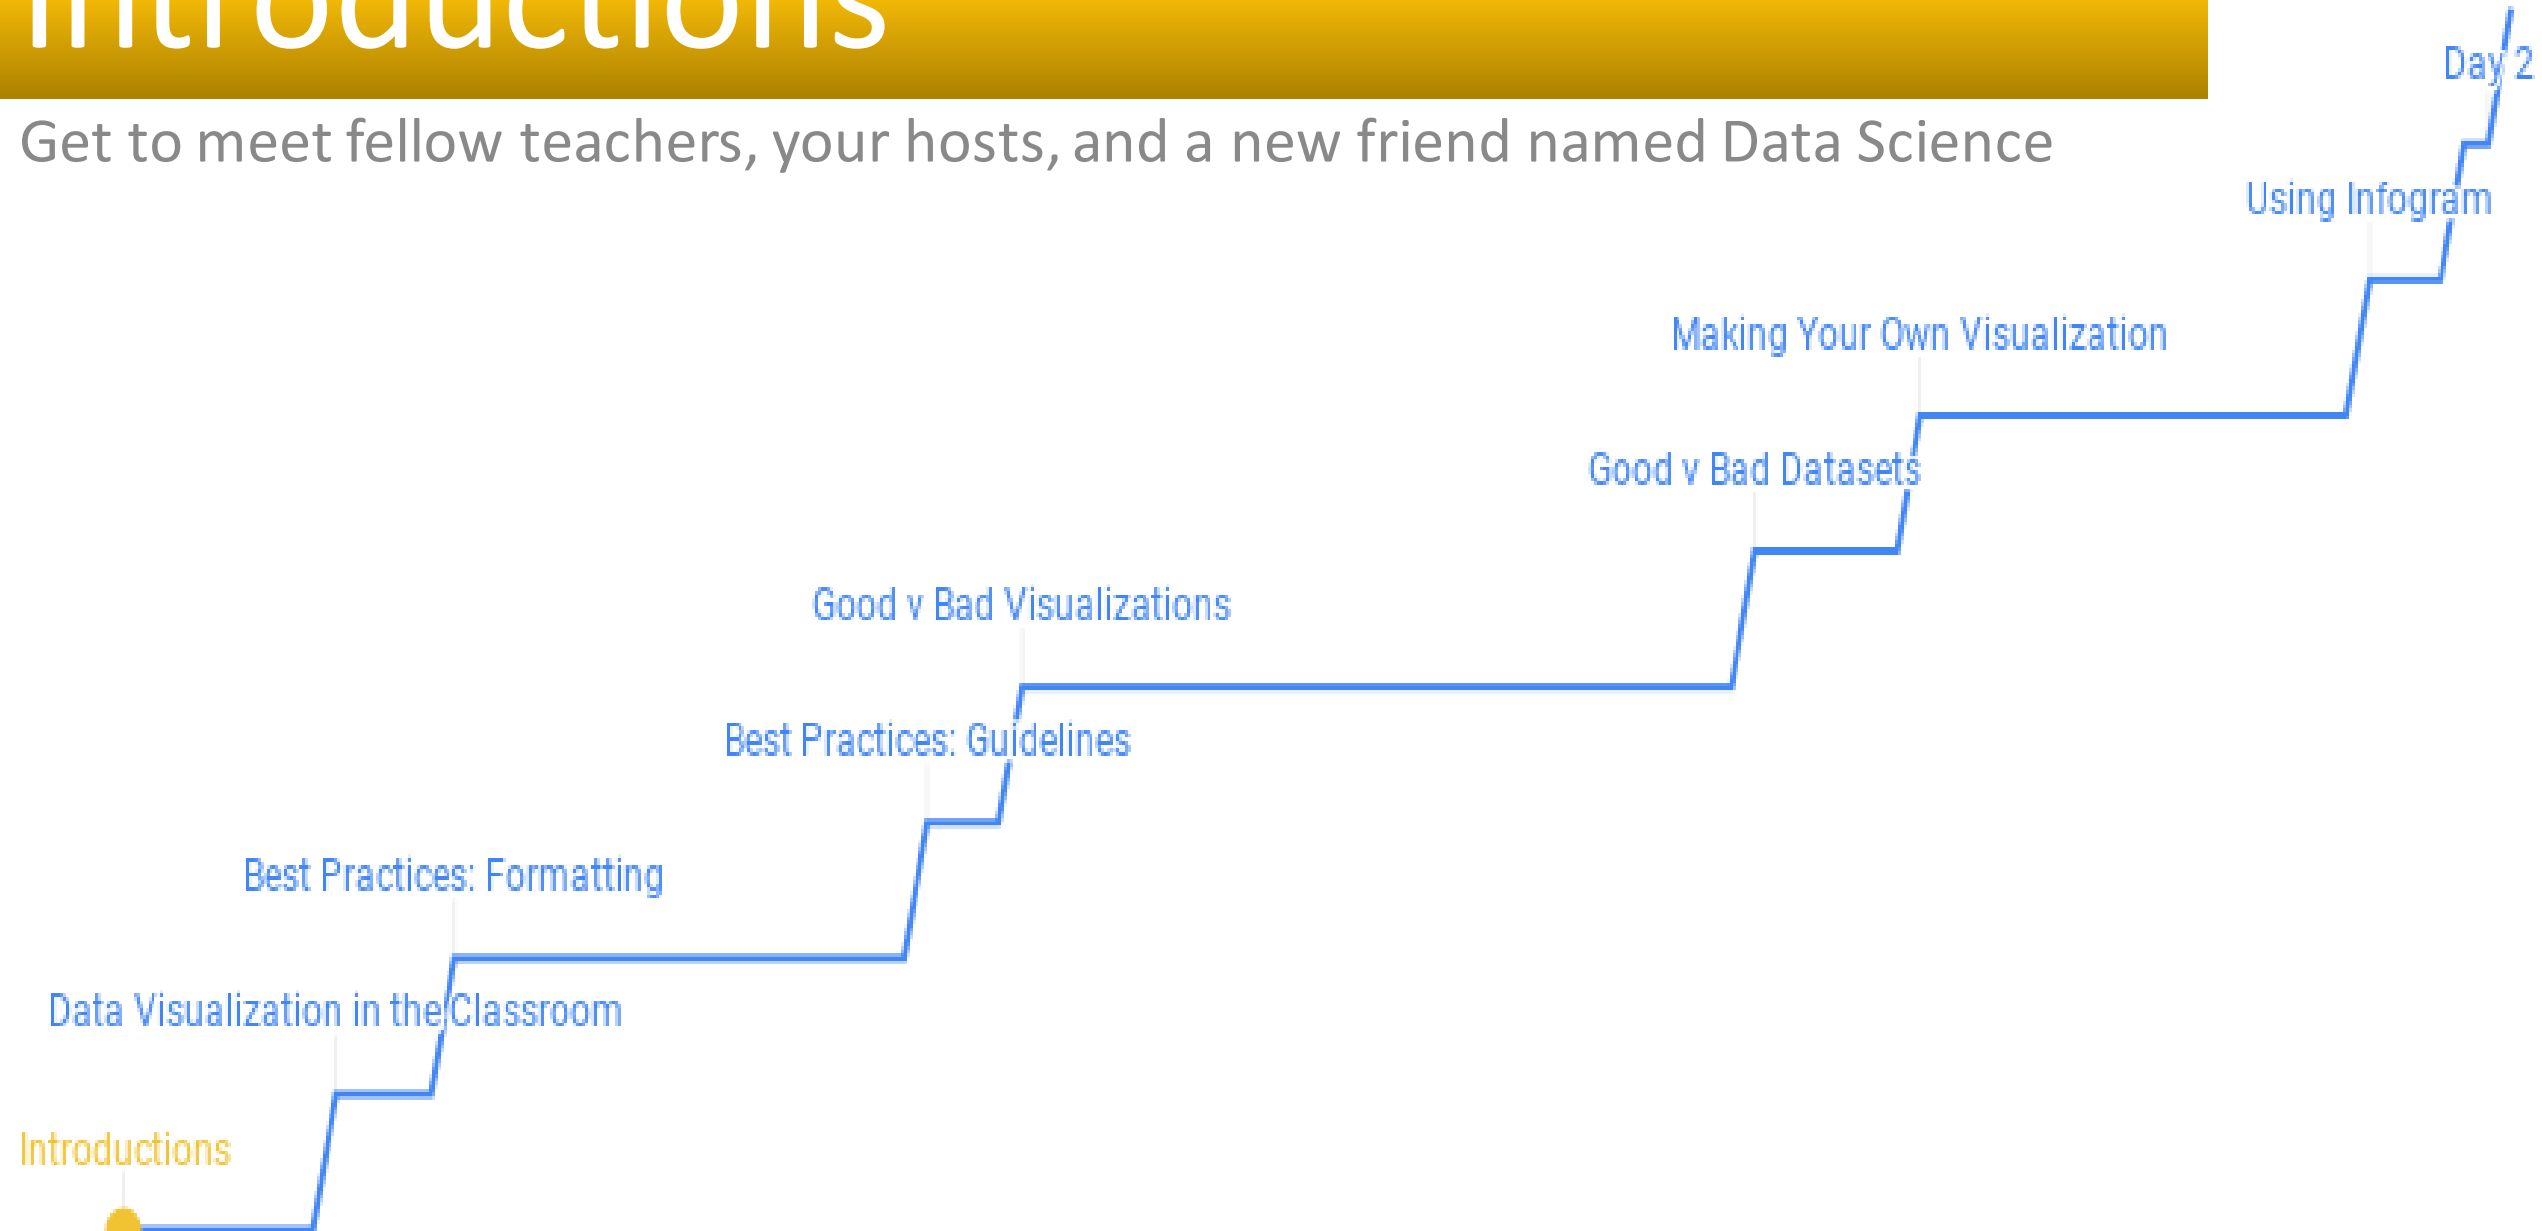 Introductions
Get to meet fellow teachers, your hosts, and a new friend named Data Science
Day 2
Using Infogram
Making Your Own Visualization
Good v Bad Datasets
Good v Bad Visualizations
Best Practices: Guidelines
Best Practices: Formatting
Data Visualization in the Classroom
Introductions